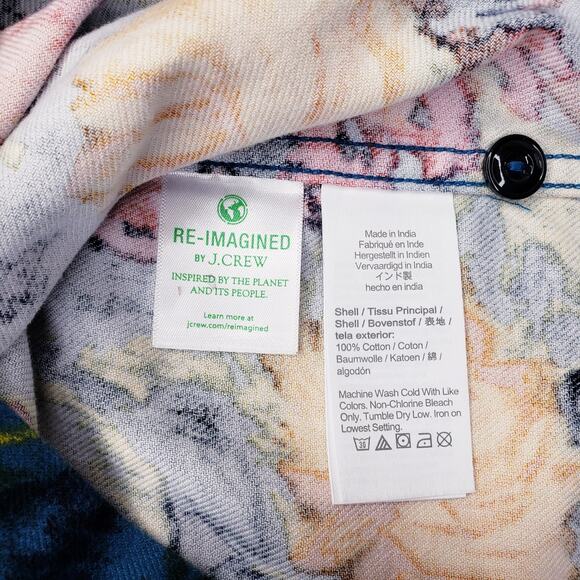 RE-IMAGINED
BY J.CREW
INSPIRED BY THE PLANET
AND ITS PEOPLE.
Learn more at
jcrew.com/reimagined
Made in India
Fabriqué en Inde
Hergestellt in Indien
Vervaardigd in India
インド製
hecho en india
Shell / Tissu Principal /
Shell / Bovenstof / 表地 /
tela exterior:
100% Cotton / Coton /
Baumwolle / Katoen / 綿 /
algodón
Machine Wash Cold With Like
Colors. Non-Chlorine Bleach
Only. Tumble Dry Low. Iron on
Lowest Setting.